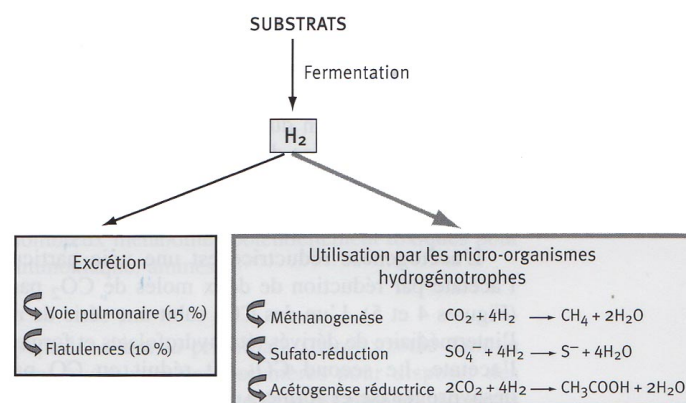 SUBSTRATS
Fermentation
H₂
Excrétion
Voie pulmonaire (15 %)
Flatulences (10 %)
Utilisation par les micro-organismes
hydrogénotrophes
Méthanogenèse CO₂ + 4H₂ → CH₄ + 2H₂O
Sufato-réduction SO₄⁻ + 4H₂ → S⁻ + 4H₂O
Acétogenèse réductrice 2CO₂ + 4H₂ → CH₃COOH + 2H₂O